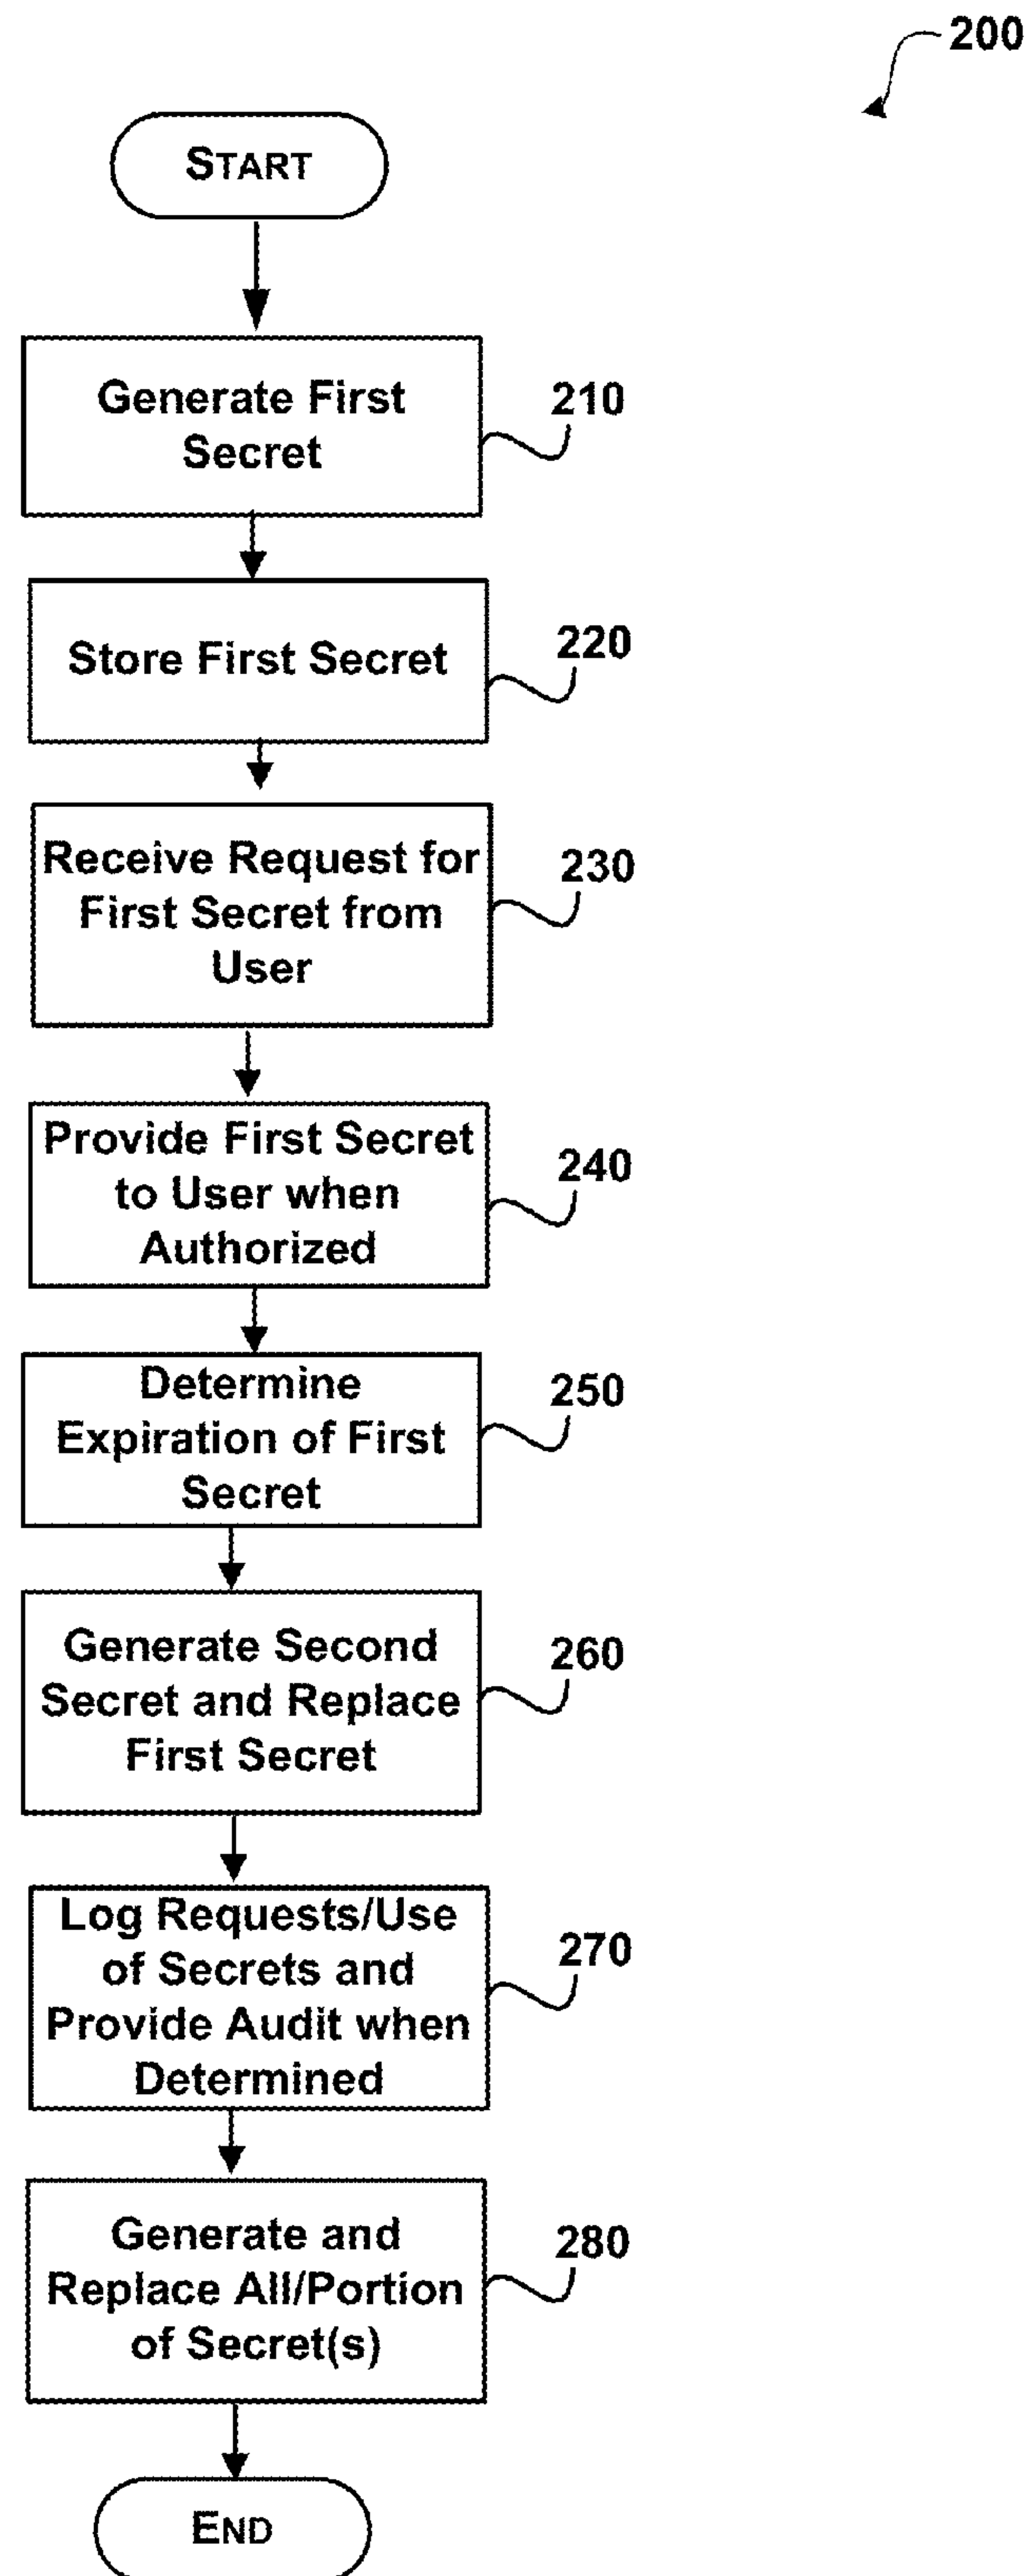 200
START
Generate First
Secret
210
Store First Secret
220
Receive Request for
First Secret from
User
230
Provide First Secret
to User when
Authorized
240
Determine
Expiration of First
Secret
250
Generate Second
Secret and Replace
First Secret
260
Log Requests/Use
of Secrets and
Provide Audit when
Determined
270
Generate and
Replace All/Portion
of Secret(s)
280
END